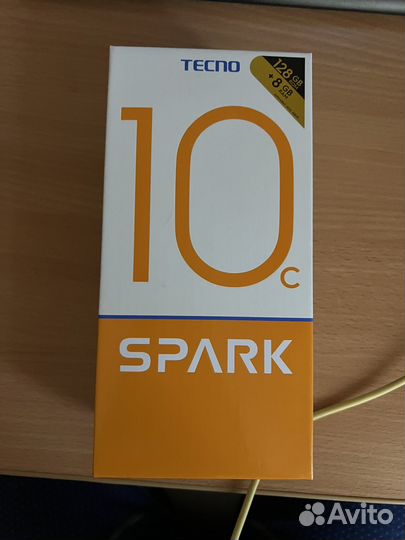 TECNO
128 GB
+ 8 GB
10 C
SPARK
Avito